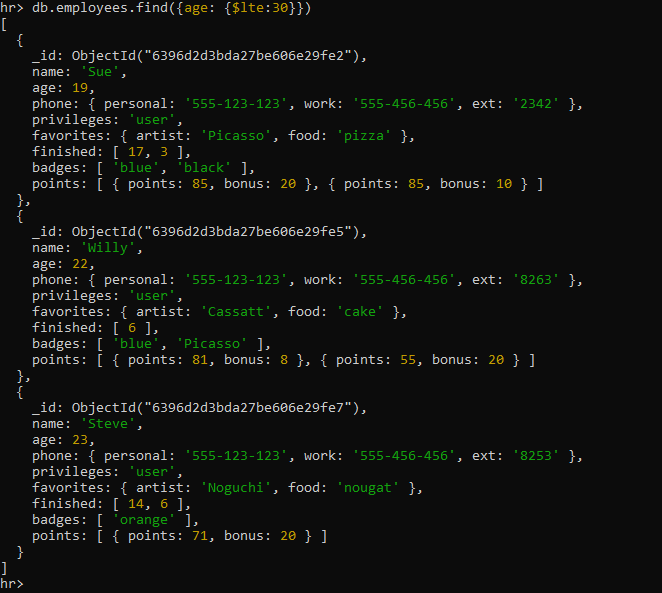 hr> db.employees.find({age: {$lte:30}})
[
  {
    _id: ObjectId("6396d2d3bda27be606e29fe2"),
    name: 'Sue',
    age: 19,
    phone: { personal: '555-123-123', work: '555-456-456', ext: '2342' },
    privileges: 'user',
    favorites: { artist: 'Picasso', food: 'pizza' },
    finished: [ 17, 3 ],
    badges: [ 'blue', 'black' ],
    points: [ { points: 85, bonus: 20 }, { points: 85, bonus: 10 } ]
  },
  {
    _id: ObjectId("6396d2d3bda27be606e29fe5"),
    name: 'Willy',
    age: 22,
    phone: { personal: '555-123-123', work: '555-456-456', ext: '8263' },
    privileges: 'user',
    favorites: { artist: 'Cassatt', food: 'cake' },
    finished: [ 6 ],
    badges: [ 'blue', 'Picasso' ],
    points: [ { points: 81, bonus: 8 }, { points: 55, bonus: 20 } ]
  },
  {
    _id: ObjectId("6396d2d3bda27be606e29fe7"),
    name: 'Steve',
    age: 23,
    phone: { personal: '555-123-123', work: '555-456-456', ext: '8253' },
    privileges: 'user',
    favorites: { artist: 'Noguchi', food: 'nougat' },
    finished: [ 14, 6 ],
    badges: [ 'orange' ],
    points: [ { points: 71, bonus: 20 } ]
  }
]
hr>